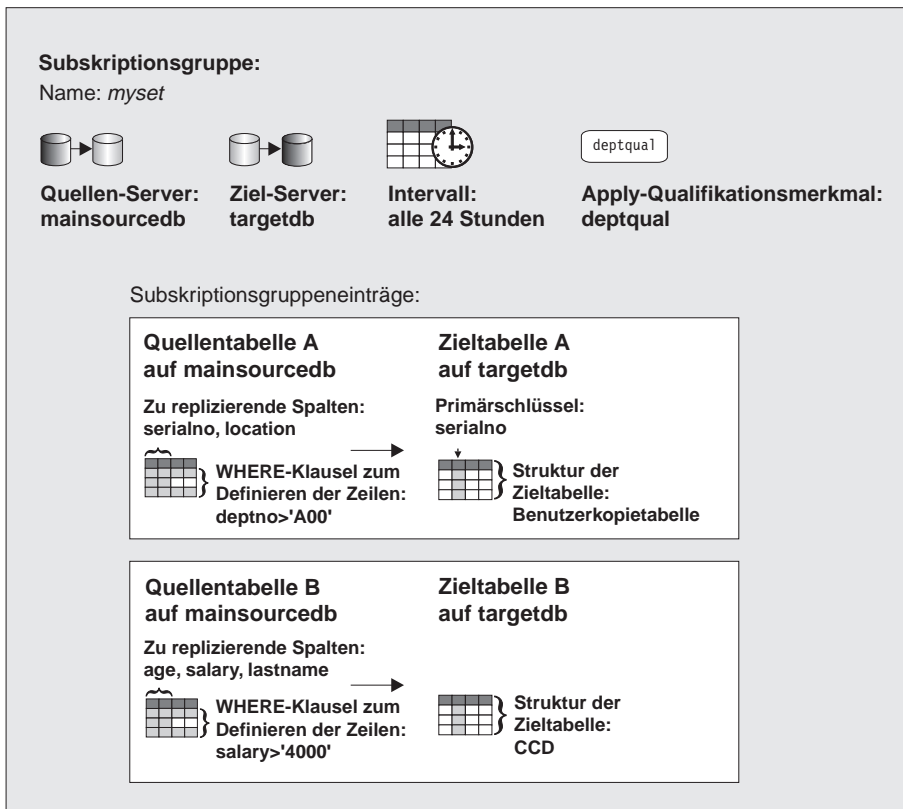 Subskriptionsgruppe:
Name: myset
deptqual
Quellen-Server:
mainsourcedb
Ziel-Server:
targetdb
Intervall:
alle 24 Stunden
Apply-Qualifikationsmerkmal:
deptqual
Subskriptionsgruppeneinträge:
Quellentabelle A
auf mainsourcedb
Zu replizierende Spalten:
serialno, location
WHERE-Klausel zum
Definieren der Zeilen:
deptno>'A00'
Zieltabelle A
auf targetdb
Primärschlüssel:
serialno
Struktur der
Zieltabelle:
Benutzerkopietabelle
Quellentabelle B
auf mainsourcedb
Zu replizierende Spalten:
age, salary, lastname
WHERE-Klausel zum
Definieren der Zeilen:
salary>'4000'
Zieltabelle B
auf targetdb
Struktur der
Zieltabelle:
CCD